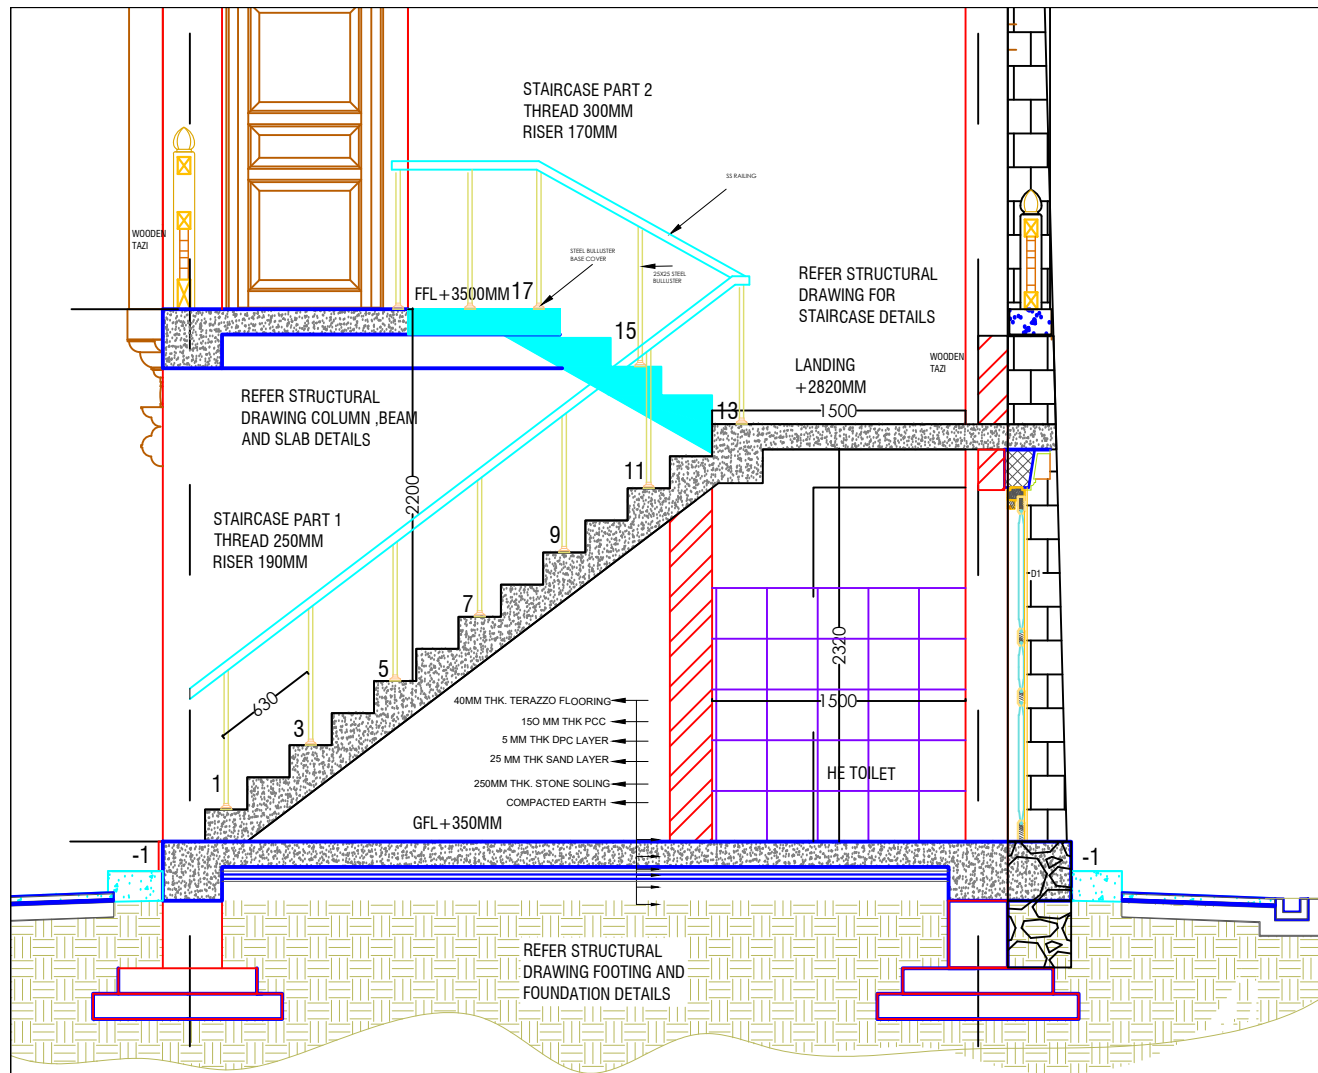 STAIRCASE PART 2
THREAD 300MM
RISER 170MM
SS RAILING
WOODEN
TAZI
STEEL BULLUSTER
BASE COVER
25X25 STEEL
BULLUSTER
REFER STRUCTURAL
DRAWING FOR
STAIRCASE DETAILS
FFL+3500MM
17
15
WOODEN
TAZI
LANDING
+2820MM
REFER STRUCTURAL
DRAWING COLUMN ,BEAM
AND SLAB DETAILS
13
1500
11
2200
STAIRCASE PART 1
THREAD 250MM
RISER 190MM
9
D1
7
2320
5
630
40MM THK. TERAZZO FLOORING
1500
15O MM THK PCC
3
5 MM THK DPC LAYER
25 MM THK SAND LAYER
HE TOILET
1
250MM THK. STONE SOLING
COMPACTED EARTH
GFL+350MM
-1
-1
REFER STRUCTURAL
DRAWING FOOTING AND
FOUNDATION DETAILS